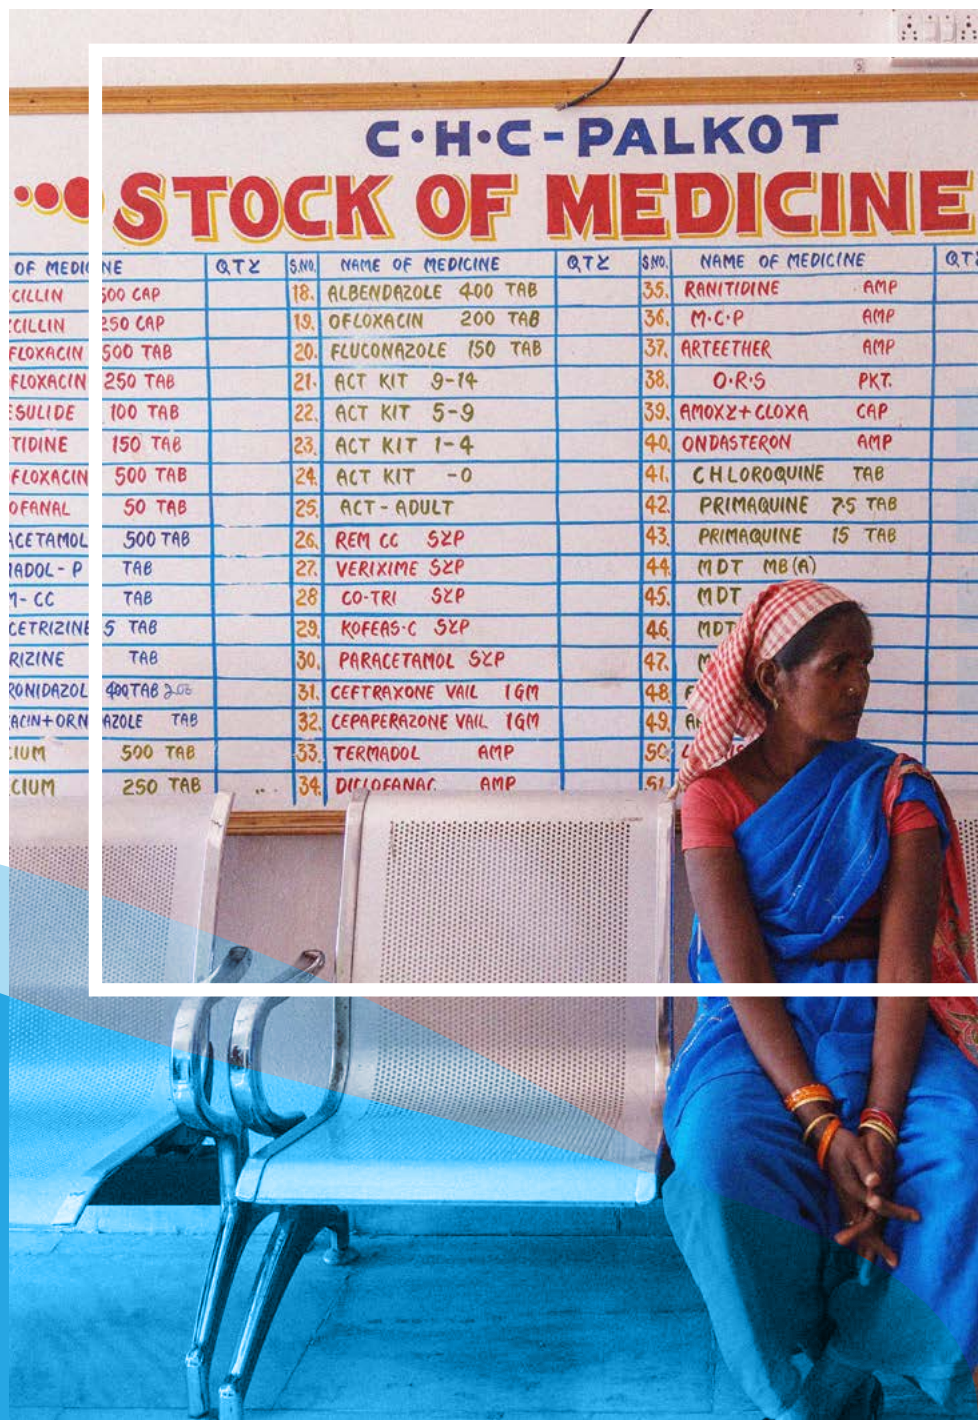 C·H·C-PALKOT
STOCK OF MEDICINE
OF MEDICINE QTY S.NO. NAME OF MEDICINE QTY S.NO. NAME OF MEDICINE QTY
CILLIN 500 CAP 18. ALBENDAZOLE 400 TAB 35. RANITIDINE AMP
CILLIN 250 CAP 19. OFLOXACIN 200 TAB 36. M·C·P AMP
FLOXACIN 500 TAB 20. FLUCONAZOLE 150 TAB 37. ARTEETHER AMP
FLOXACIN 250 TAB 21. ACT KIT 9-14 38. O·R·S PKT.
ESULIDE 100 TAB 22. ACT KIT 5-9 39. AMOXY+CLOXA CAP
TIDINE 150 TAB 23. ACT KIT 1-4 40. ONDASTERON AMP
FLOXACIN 500 TAB 24. ACT KIT -0 41. CHLOROQUINE TAB
OFANAL 50 TAB 25. ACT-ADULT 42. PRIMAQUINE 7.5 TAB
ACETAMOL 500 TAB 26. REM CC SYP 43. PRIMAQUINE 15 TAB
MADOL-P TAB 27. VERIXIME SYP 44. MDT MB(A)
M-CC TAB 28 CO-TRI SYP 45. MDT
CETRIZINE 5 TAB 29. KOFEAS-C SYP 46. MDT
RIZINE TAB 30. PARACETAMOL SYP 47. M
RONIDAZOL 400TAB 31. CEFTRAXONE VAIL 1GM 48.
ACIN+ORNAZOLE TAB 32. CEPAPERAZONE VAIL 1GM 49.
IUM 500 TAB 33. TERMADOL AMP 50.
CIUM 250 TAB 34. DICLOFANAC AMP 51.